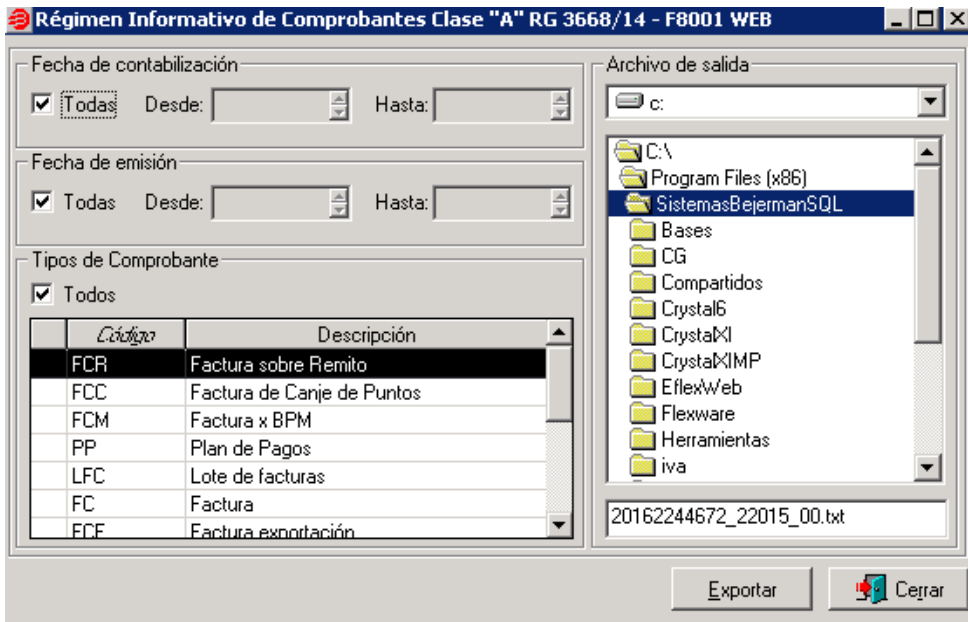 Régimen Informativo de Comprobantes Clase "A" RG 3668/14 - F8001 WEB
Fecha de contabilización
Todas Desde: Hasta:
Fecha de emisión
Todas Desde: Hasta:
Tipos de Comprobante
Todos
Código Descripción
FCR Factura sobre Remito
FCC Factura de Canje de Puntos
FCM Factura x BPM
PP Plan de Pagos
LFC Lote de facturas
FC Factura
FCE Factura exportación
Archivo de salida
c:
C:\
Program Files (x86)
SistemasBejermanSQL
Bases
CG
Compartidos
Crystal6
CrystalXI
CrystalXIMP
EflexWeb
Flexware
Herramientas
iva
20162244672_22015_00.txt
Exportar
Cerrar